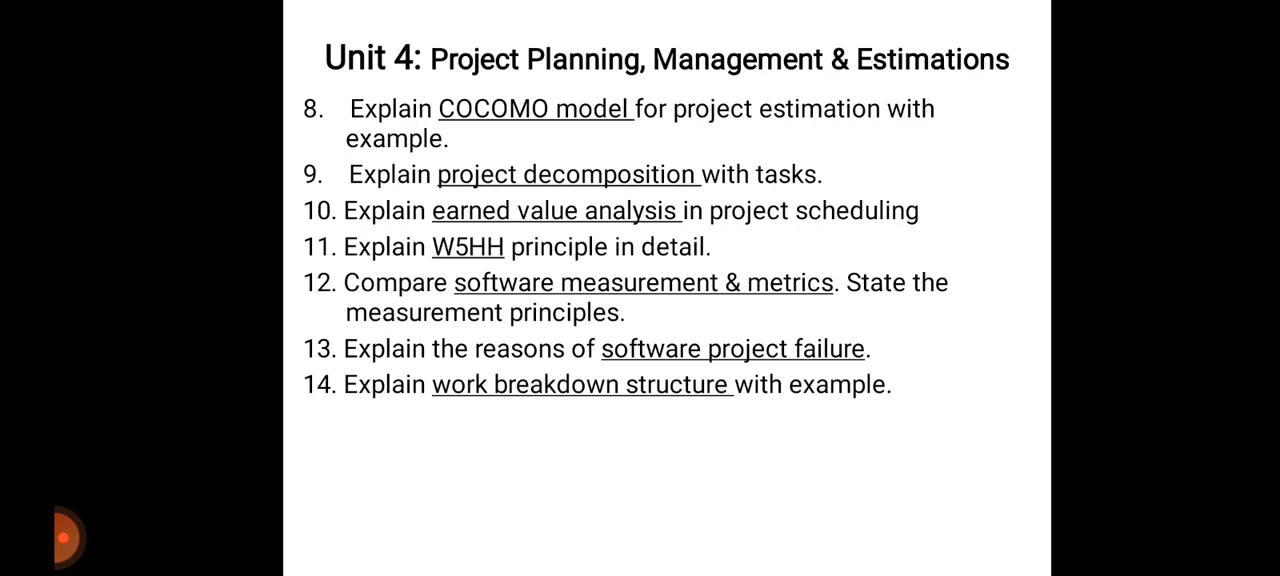 Unit 4: Project Planning, Management & Estimations
8. Explain COCOMO model for project estimation with
example.
9. Explain project decomposition with tasks.
10. Explain earned value analysis in project scheduling
11. Explain W5HH principle in detail.
12. Compare software measurement & metrics. State the
measurement principles.
13. Explain the reasons of software project failure.
14. Explain work breakdown structure with example.